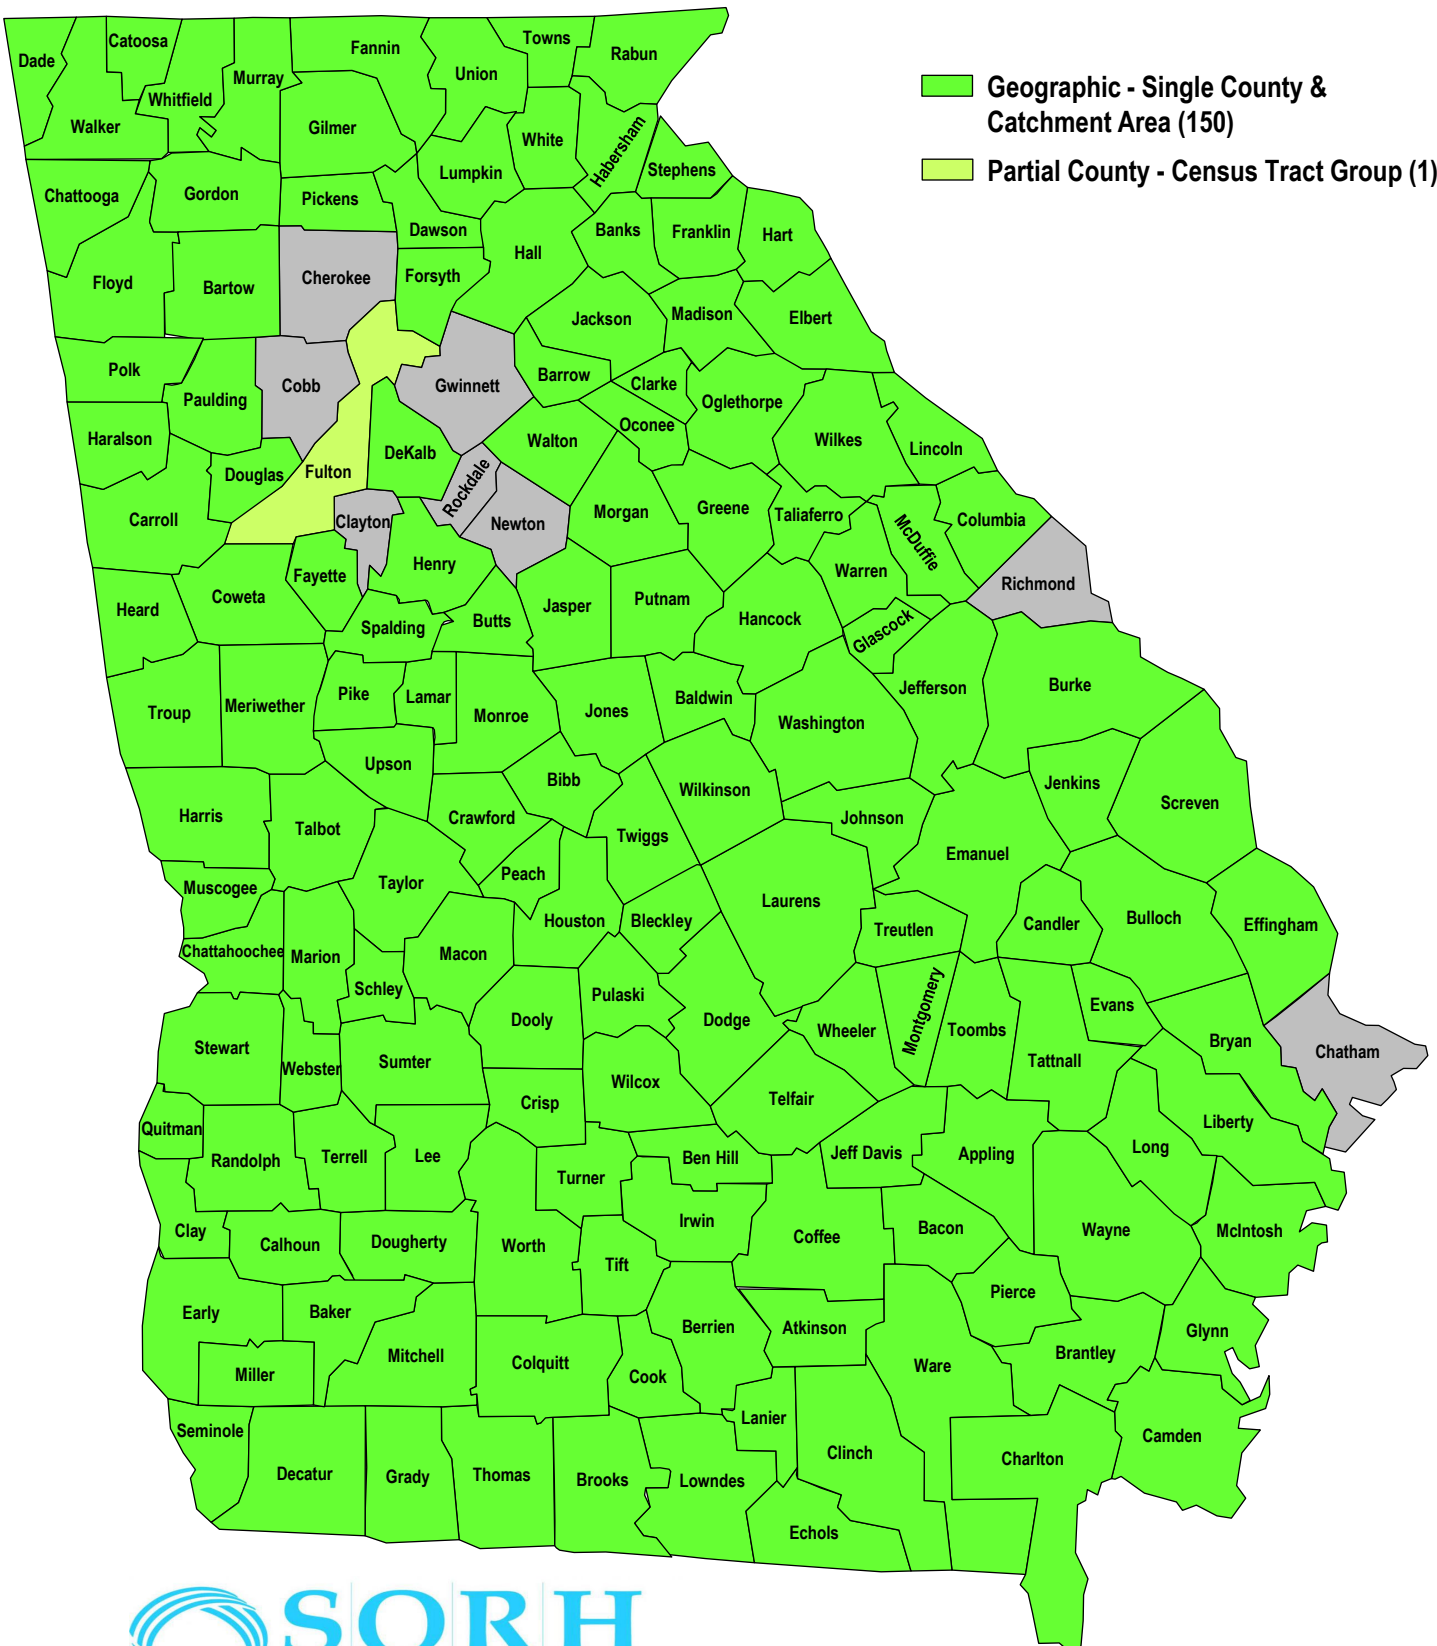 Geographic - Single County &
Catchment Area (150)
Partial County - Census Tract Group (1)
Dade
Catoosa
Whitfield
Murray
Fannin
Union
Towns
Rabun
Walker
Gilmer
White
Habersham
Stephens
Lumpkin
Chattooga
Gordon
Pickens
Dawson
Hall
Banks
Franklin
Hart
Floyd
Bartow
Cherokee
Forsyth
Jackson
Madison
Elbert
Polk
Paulding
Cobb
Gwinnett
Barrow
Clarke
Oglethorpe
Oconee
Wilkes
Lincoln
Haralson
Douglas
Fulton
DeKalb
Rockdale
Walton
Carroll
Clayton
Newton
Morgan
Greene
Taliaferro
McDuffie
Columbia
Richmond
Fayette
Henry
Coweta
Heard
Spalding
Butts
Jasper
Putnam
Hancock
Warren
Glascock
Jefferson
Burke
Troup
Meriwether
Pike
Lamar
Monroe
Jones
Baldwin
Washington
Upson
Bibb
Wilkinson
Jenkins
Screven
Harris
Talbot
Crawford
Twiggs
Johnson
Emanuel
Muscogee
Taylor
Peach
Houston
Bleckley
Laurens
Treutlen
Candler
Bulloch
Effingham
Chattahoochee
Marion
Schley
Macon
Dooly
Pulaski
Dodge
Wheeler
Montgomery
Toombs
Evans
Tattnall
Bryan
Chatham
Stewart
Webster
Sumter
Crisp
Wilcox
Telfair
Quitman
Randolph
Terrell
Lee
Turner
Ben Hill
Jeff Davis
Appling
Long
Liberty
Clay
Calhoun
Dougherty
Worth
Tift
Irwin
Coffee
Bacon
Wayne
McIntosh
Early
Baker
Mitchell
Miller
Colquitt
Cook
Berrien
Atkinson
Pierce
Ware
Brantley
Glynn
Seminole
Decatur
Grady
Thomas
Brooks
Lowndes
Lanier
Clinch
Echols
Charlton
Camden
SORH